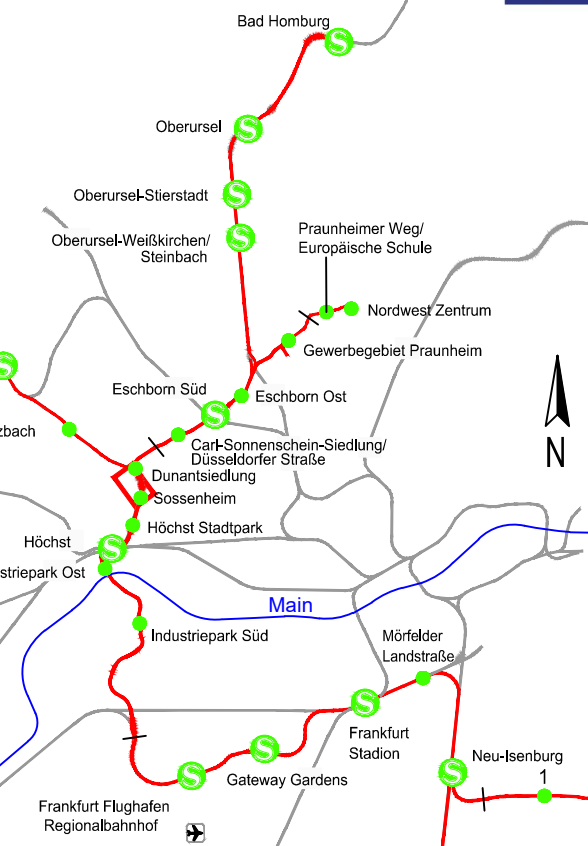 Bad Homburg
Oberursel
Oberursel-Stierstadt
Oberursel-Weißkirchen/
Steinbach
Praunheimer Weg/
Europäische Schule
Nordwest Zentrum
Gewerbegebiet Praunheim
Eschborn Süd
Eschborn Ost
zbach
Carl-Sonnenschein-Siedlung/
Düsseldorfer Straße
Dunantsiedlung
Sossenheim
Höchst Stadtpark
Höchst
striepark Ost
Main
Industriepark Süd
Mörfelder
Landstraße
Frankfurt
Stadion
Gateway Gardens
Neu-Isenburg
1
Frankfurt Flughafen
Regionalbahnhof
N
S
S
S
S
S
S
S
S
S
S
S